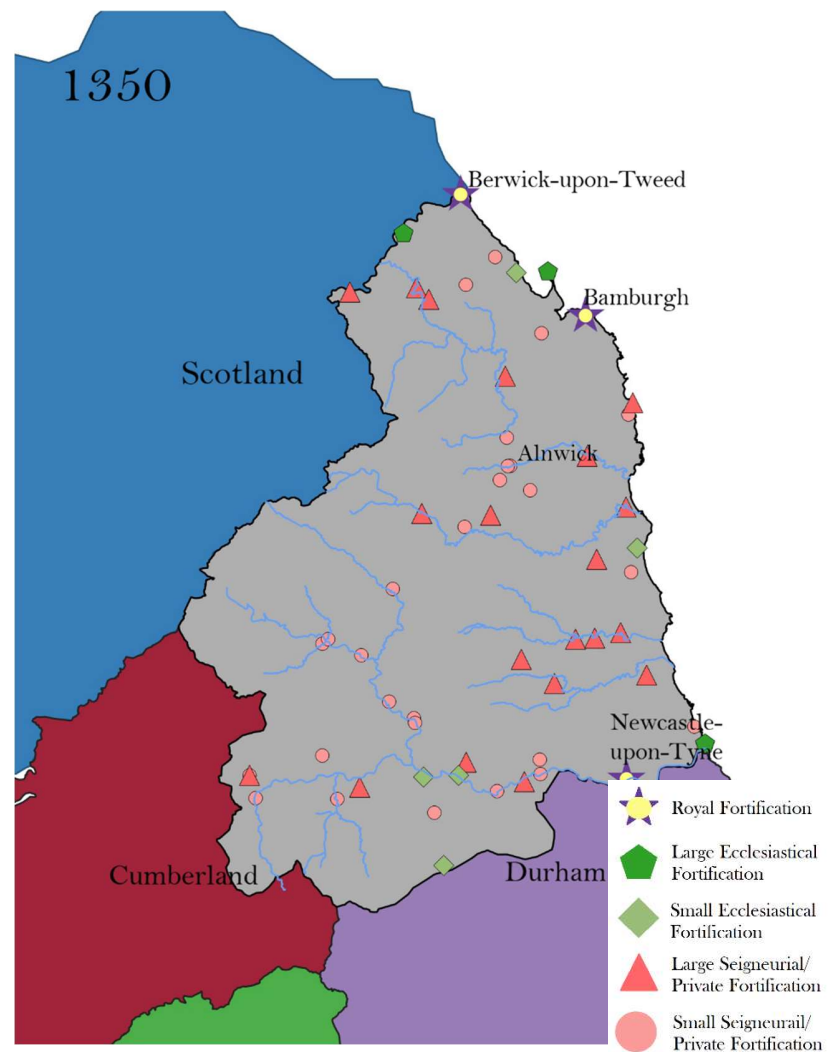 1350
Berwick-upon-Tweed
Bamburgh
Scotland
Alnwick
Newcastle-
upon-Tyne
Cumberland
Durham
Royal Fortification
Large Ecclesiastical
Fortification
Small Ecclesiastical
Fortification
Large Seigneurial/
Private Fortification
Small Seigneurail/
Private Fortification